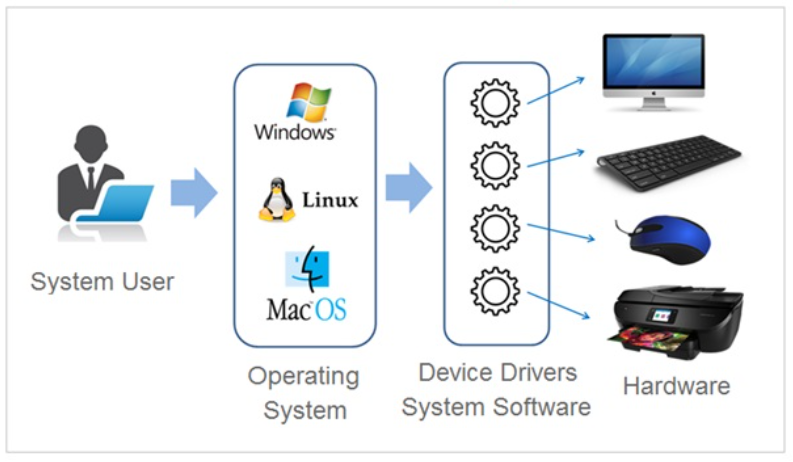 System User
Windows
Linux
Mac OS
Operating
System
Device Drivers
System Software
Hardware